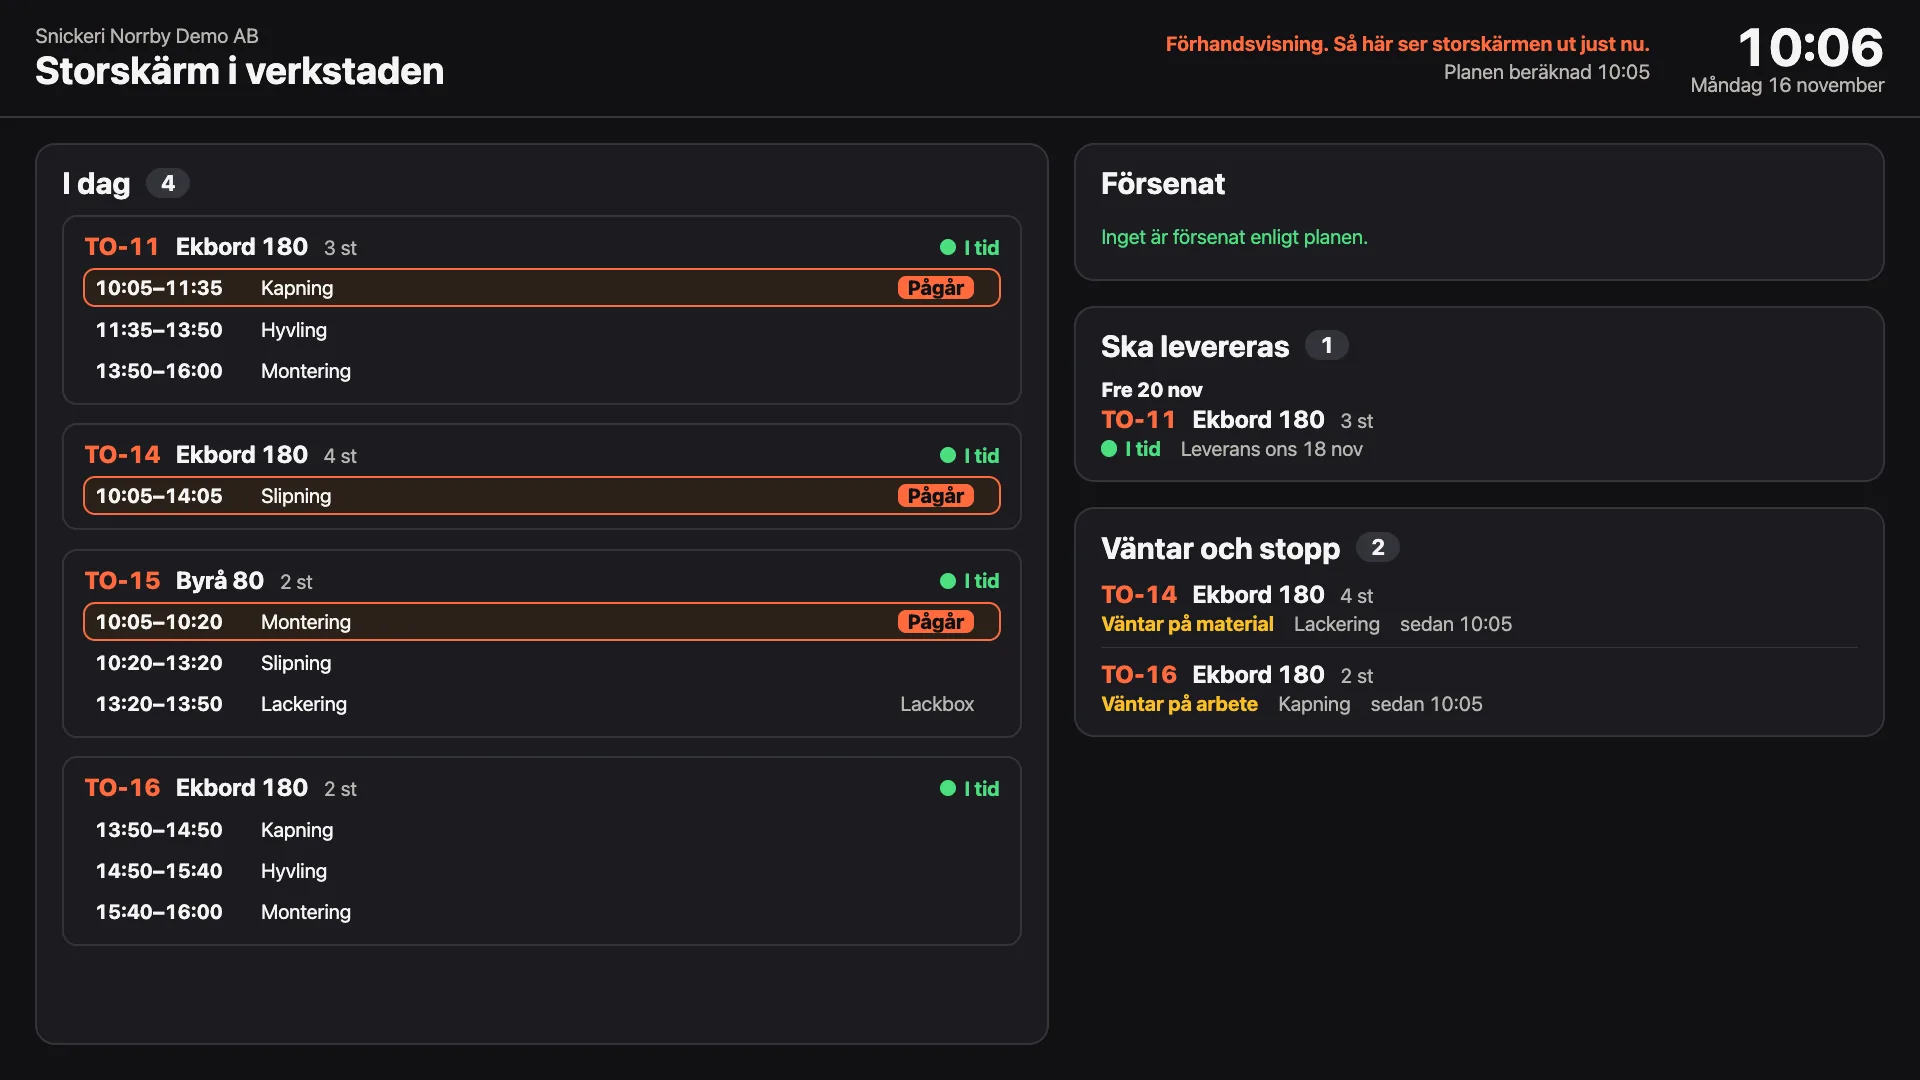 Snickeri Norrby Demo AB
Storskärm i verkstaden
Förhandsvisning. Så här ser storskärmen ut just nu.
Planen beräknad 10:05
10:06
Måndag 16 november
I dag 4
TO-11 Ekbord 180 3 st I tid
10:05–11:35 Kapning Pågår
11:35–13:50 Hyvling
13:50–16:00 Montering
TO-14 Ekbord 180 4 st I tid
10:05–14:05 Slipning Pågår
TO-15 Byrå 80 2 st I tid
10:05–10:20 Montering Pågår
10:20–13:20 Slipning
13:20–13:50 Lackering Lackbox
TO-16 Ekbord 180 2 st I tid
13:50–14:50 Kapning
14:50–15:40 Hyvling
15:40–16:00 Montering
Försenat
Inget är försenat enligt planen.
Ska levereras 1
Fre 20 nov
TO-11 Ekbord 180 3 st
I tid Leverans ons 18 nov
Väntar och stopp 2
TO-14 Ekbord 180 4 st
Väntar på material Lackering sedan 10:05
TO-16 Ekbord 180 2 st
Väntar på arbete Kapning sedan 10:05